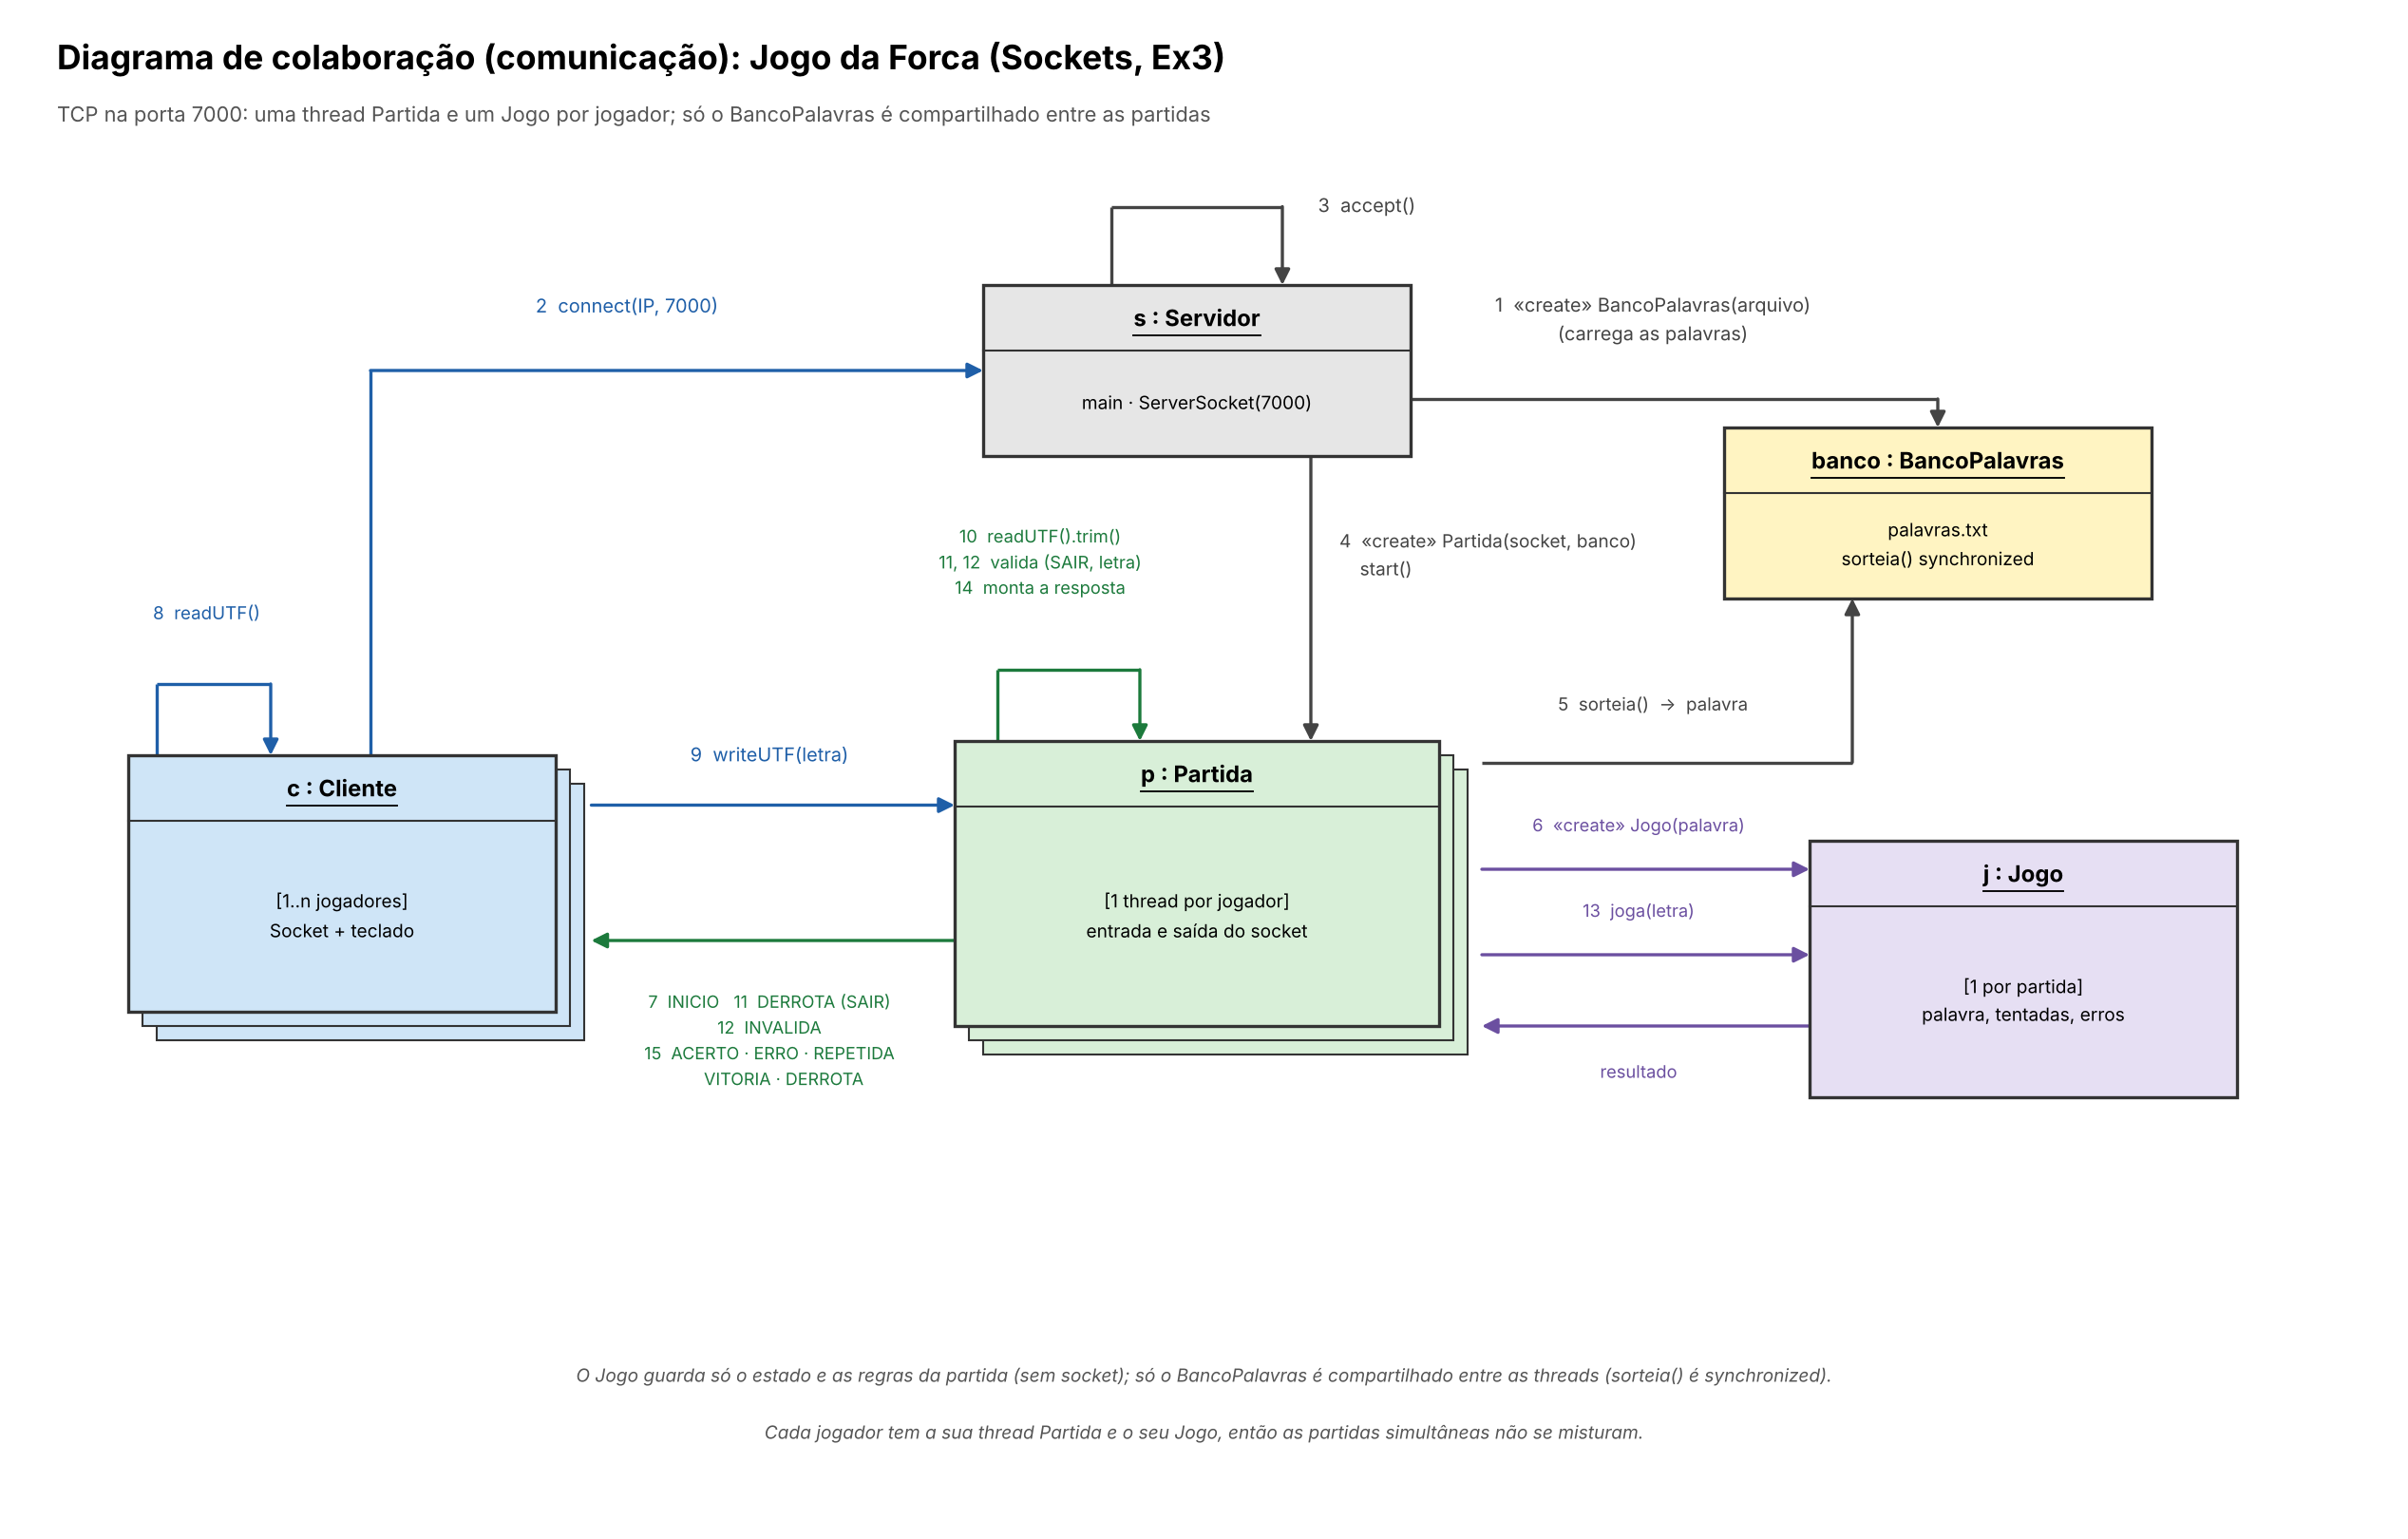 Diagrama de colaboração (comunicação): Jogo da Forca (Sockets, Ex3)
TCP na porta 7000: uma thread Partida e um Jogo por jogador; só o BancoPalavras é compartilhado entre as partidas
3 accept()
2 connect(IP, 7000)
s : Servidor
main · ServerSocket(7000)
1 «create» BancoPalavras(arquivo)
(carrega as palavras)
banco : BancoPalavras
palavras.txt
sorteia() synchronized
10 readUTF().trim()
11, 12 valida (SAIR, letra)
14 monta a resposta
4 «create» Partida(socket, banco)
start()
8 readUTF()
5 sorteia() → palavra
9 writeUTF(letra)
c : Cliente
[1..n jogadores]
Socket + teclado
p : Partida
[1 thread por jogador]
entrada e saída do socket
6 «create» Jogo(palavra)
13 joga(letra)
j : Jogo
[1 por partida]
palavra, tentadas, erros
resultado
7 INICIO 11 DERROTA (SAIR)
12 INVALIDA
15 ACERTO · ERRO · REPETIDA
VITORIA · DERROTA
O Jogo guarda só o estado e as regras da partida (sem socket); só o BancoPalavras é compartilhado entre as threads (sorteia() é synchronized).
Cada jogador tem a sua thread Partida e o seu Jogo, então as partidas simultâneas não se misturam.